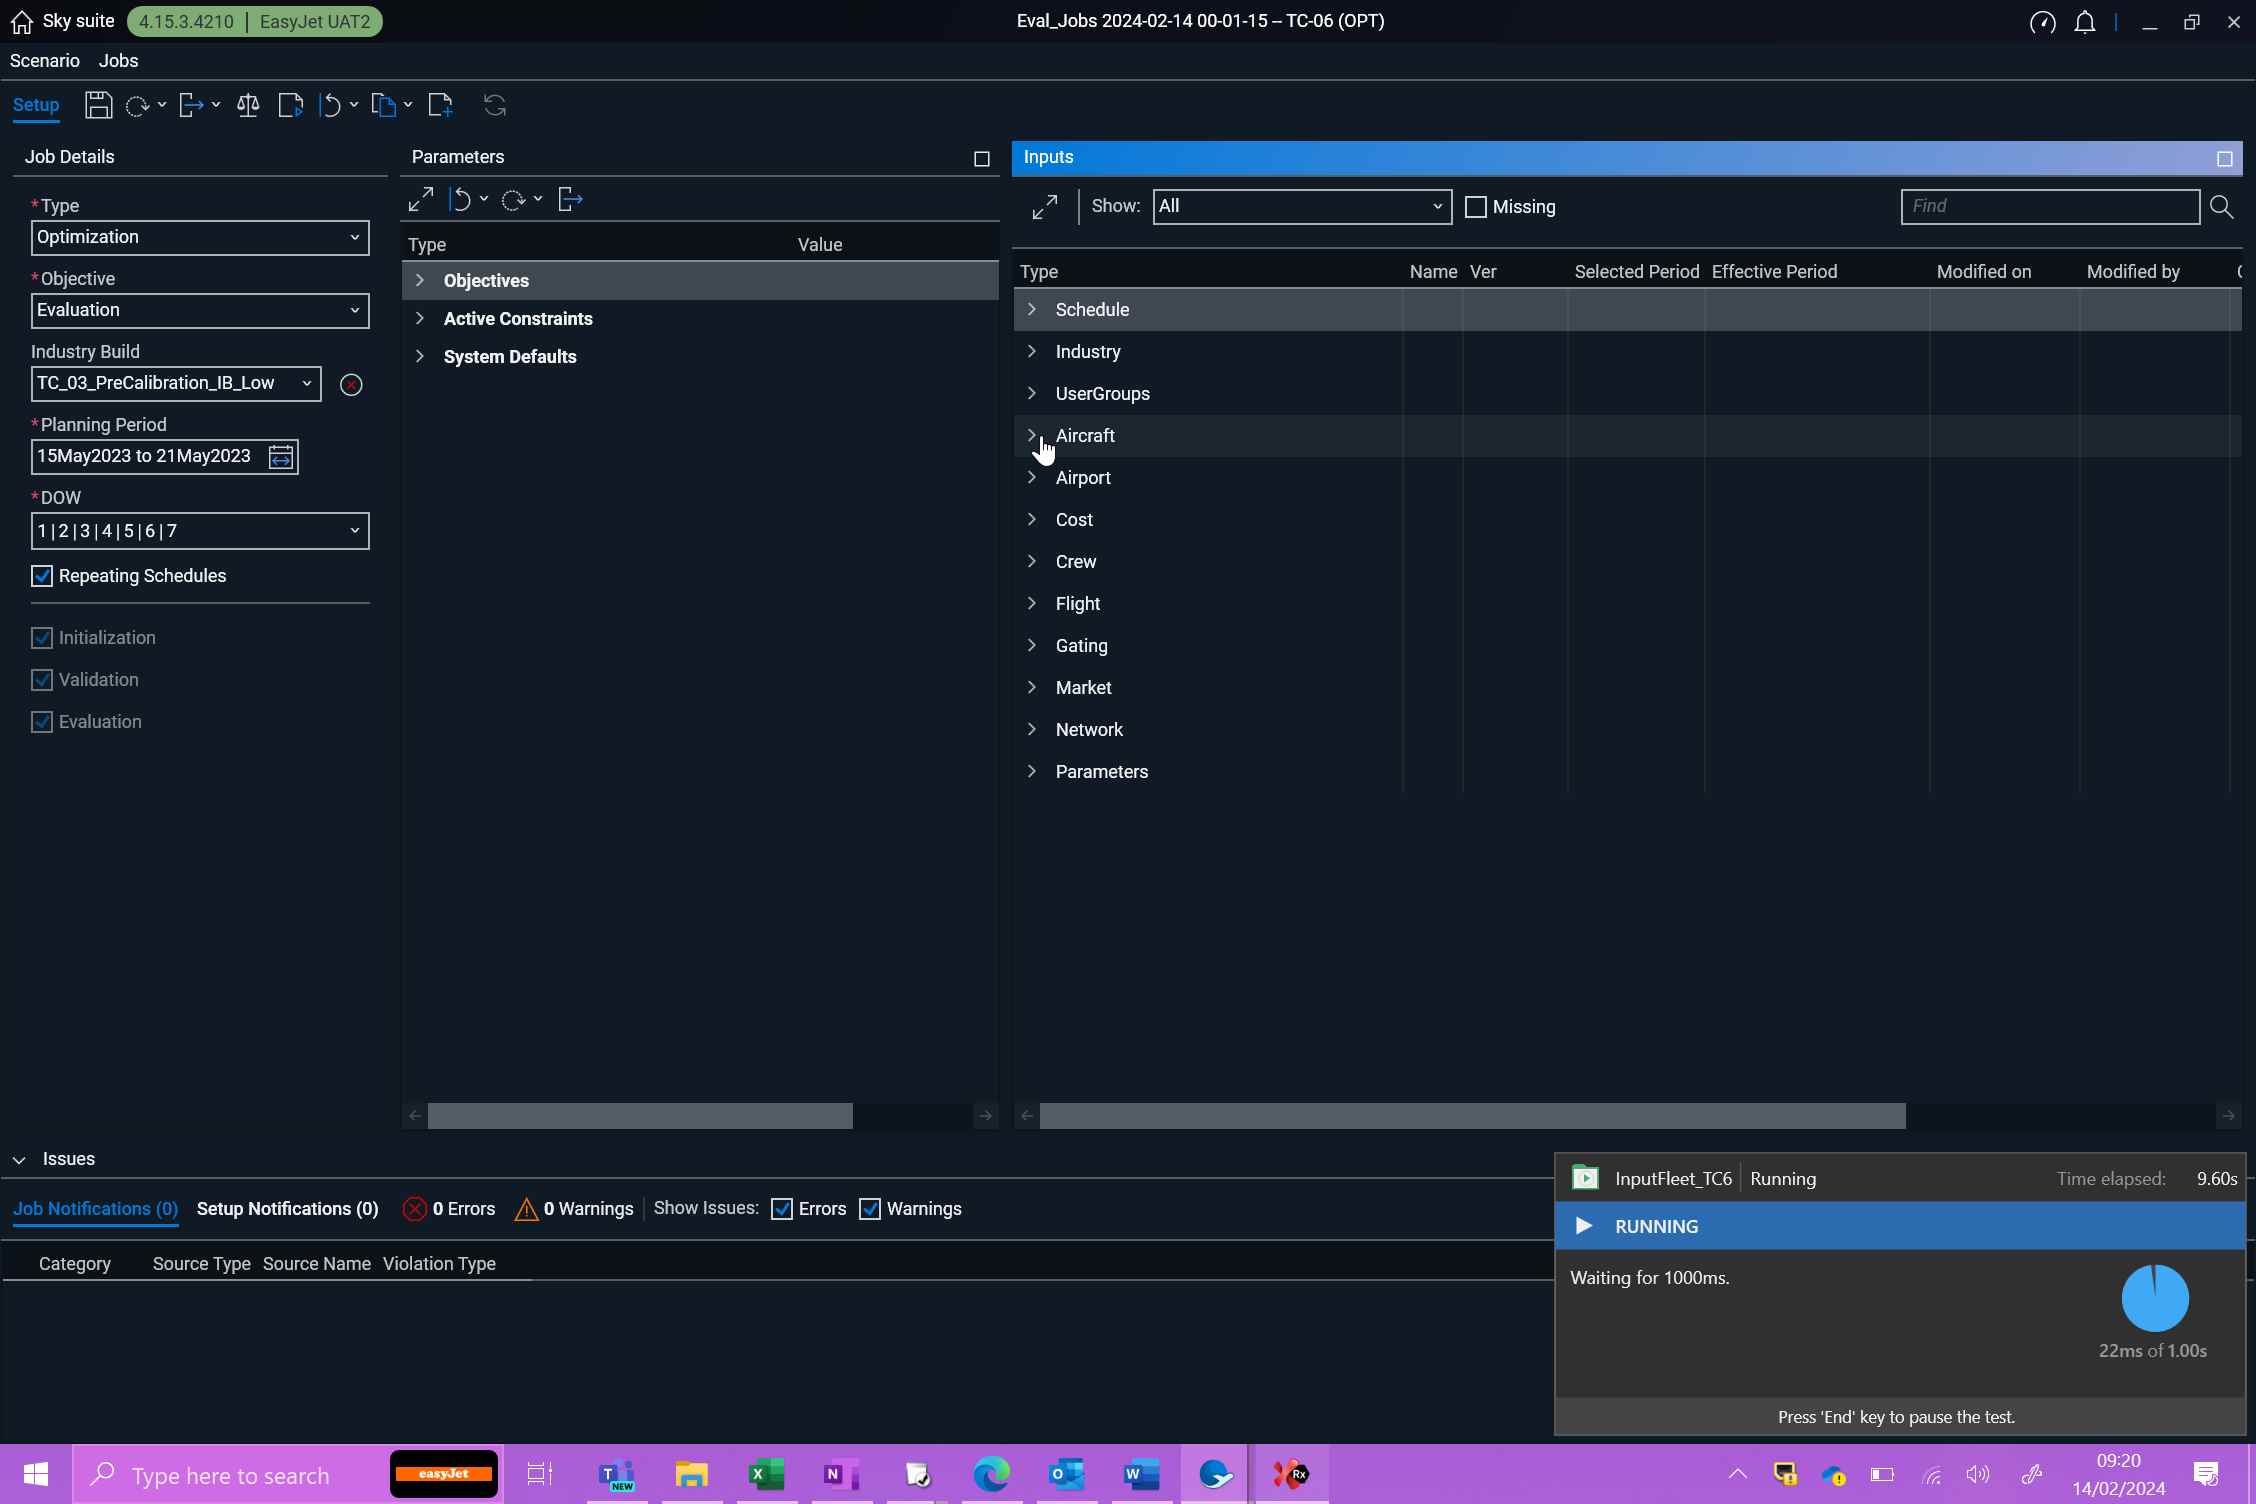 Sky suite 4.15.3.4210 | EasyJet UAT2 Eval_Jobs 2024-02-14 00-01-15 -- TC-06 (OPT)
Scenario Jobs
Setup
Job Details
*Type
Optimization
*Objective
Evaluation
Industry Build
TC_03_PreCalibration_IB_Low
*Planning Period
15May2023 to 21May2023
*DOW
1|2|3|4|5|6|7
Repeating Schedules
Initialization
Validation
Evaluation
Parameters
Type Value
Objectives
Active Constraints
System Defaults
Inputs
Show: All Missing Find
Type Name Ver Selected Period Effective Period Modified on Modified by
Schedule
Industry
UserGroups
Aircraft
Airport
Cost
Crew
Flight
Gating
Market
Network
Parameters
Issues
Job Notifications (0) Setup Notifications (0) 0 Errors 0 Warnings Show Issues: Errors Warnings
Category Source Type Source Name Violation Type
InputFleet_TC6 Running Time elapsed: 9.60s
RUNNING
Waiting for 1000ms.
22ms of 1.00s
Press 'End' key to pause the test.
Type here to search
easyJet
NEW
09:20
14/02/2024